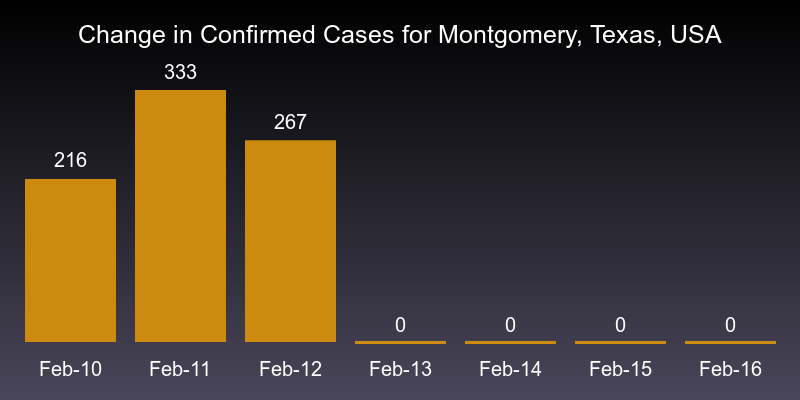 Change in Confirmed Cases for Montgomery, Texas, USA
333
267
216
0 0 0 0
Feb-10 Feb-11 Feb-12 Feb-13 Feb-14 Feb-15 Feb-16